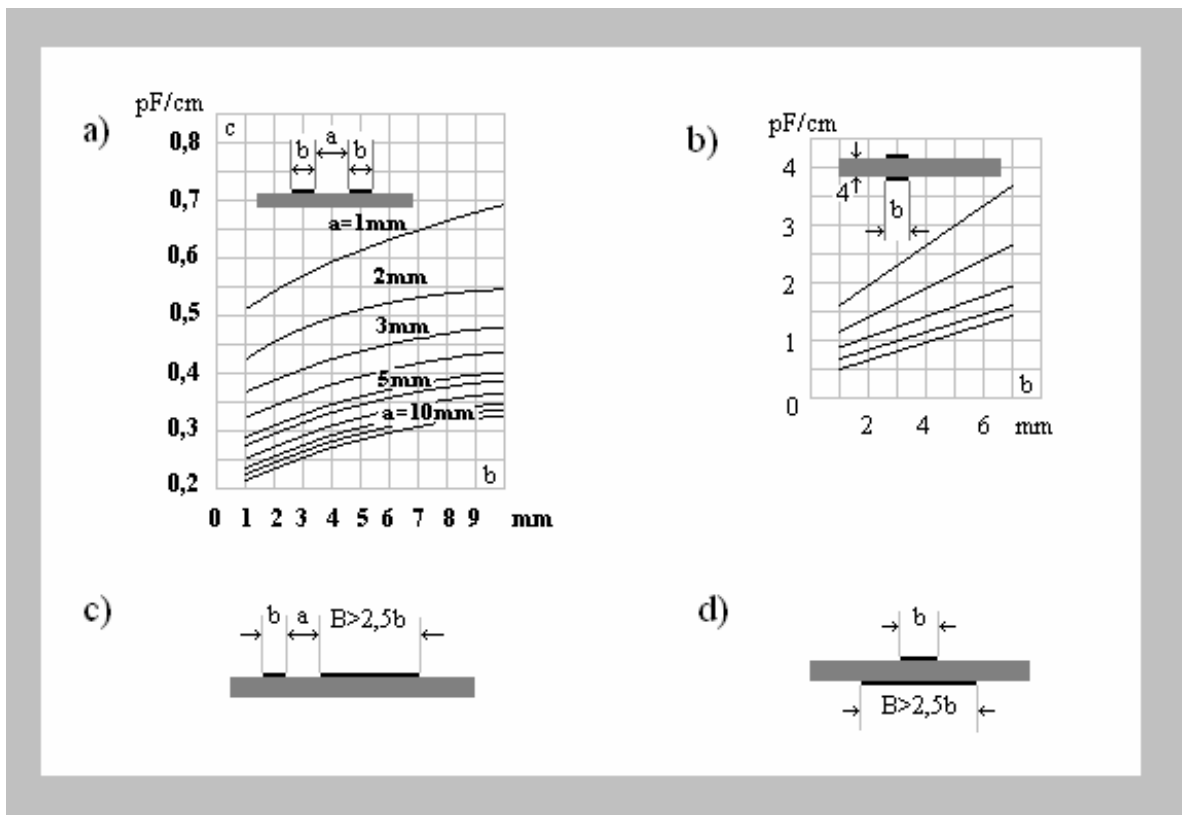 a)
pF/cm
0,8
0,7
0,6
0,5
0,4
0,3
0,2
c
a
b b
a=1mm
2mm
3mm
5mm
a=10mm
b
0 1 2 3 4 5 6 7 8 9 mm
b)
pF/cm
4
3
2
1
0
4
b
b
2 4 6 mm
c)
b a B>2,5b
d)
b
B>2,5b